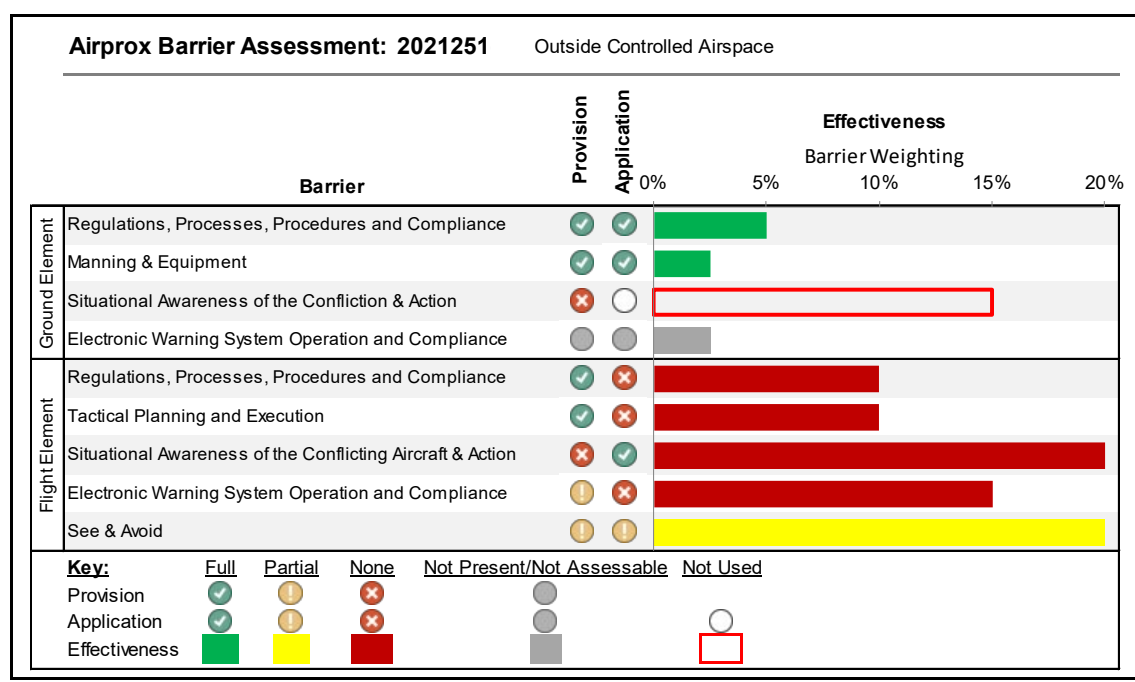 Airprox Barrier Assessment: 2021251 Outside Controlled Airspace
Provision
Application
Effectiveness
Barrier Weighting
Barrier
0% 5% 10% 15% 20%
Ground Element
Regulations, Processes, Procedures and Compliance
Manning & Equipment
Situational Awareness of the Confliction & Action
Electronic Warning System Operation and Compliance
Flight Element
Regulations, Processes, Procedures and Compliance
Tactical Planning and Execution
Situational Awareness of the Conflicting Aircraft & Action
Electronic Warning System Operation and Compliance
See & Avoid
Key: Full Partial None Not Present/Not Assessable Not Used
Provision
Application
Effectiveness